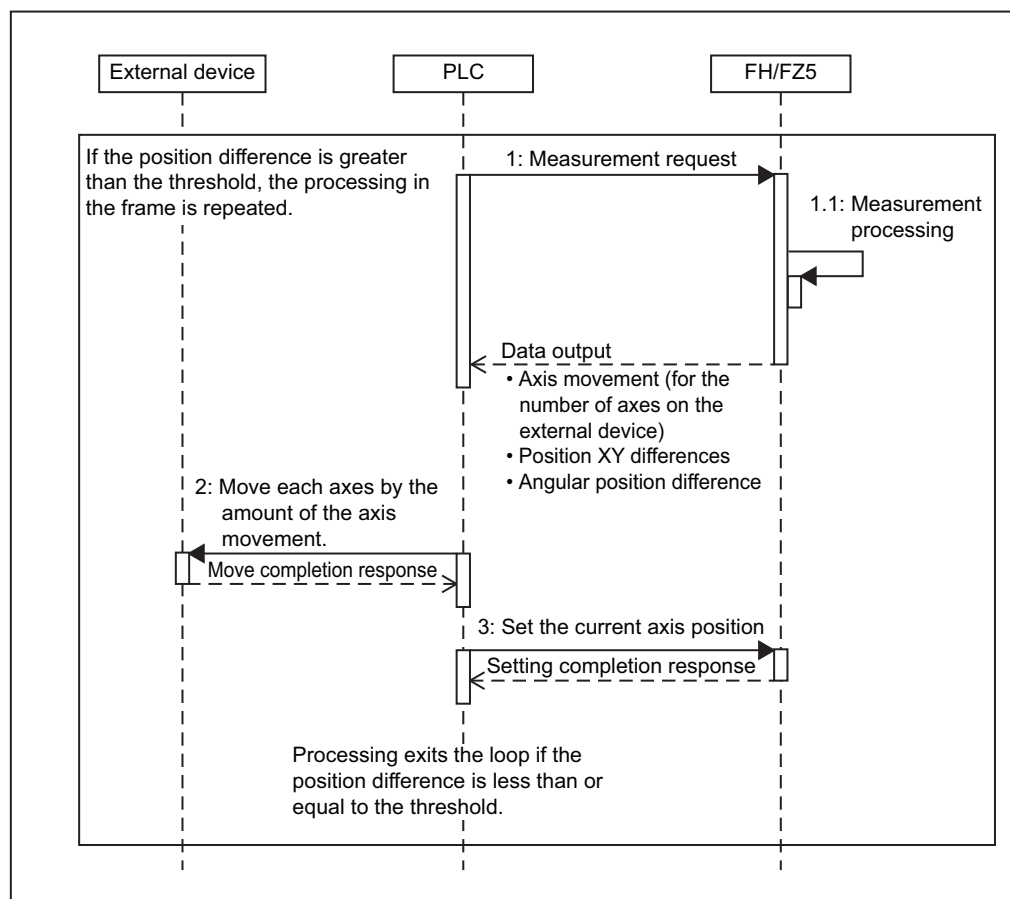 External device
PLC
FH/FZ5
If the position difference is greater
than the threshold, the processing in
the frame is repeated.
1: Measurement request
1.1: Measurement
processing
Data output
• Axis movement (for the
number of axes on the
external device)
• Position XY differences
• Angular position difference
2: Move each axes by the
amount of the axis
movement.
Move completion response
3: Set the current axis position
Setting completion response
Processing exits the loop if the
position difference is less than or
equal to the threshold.